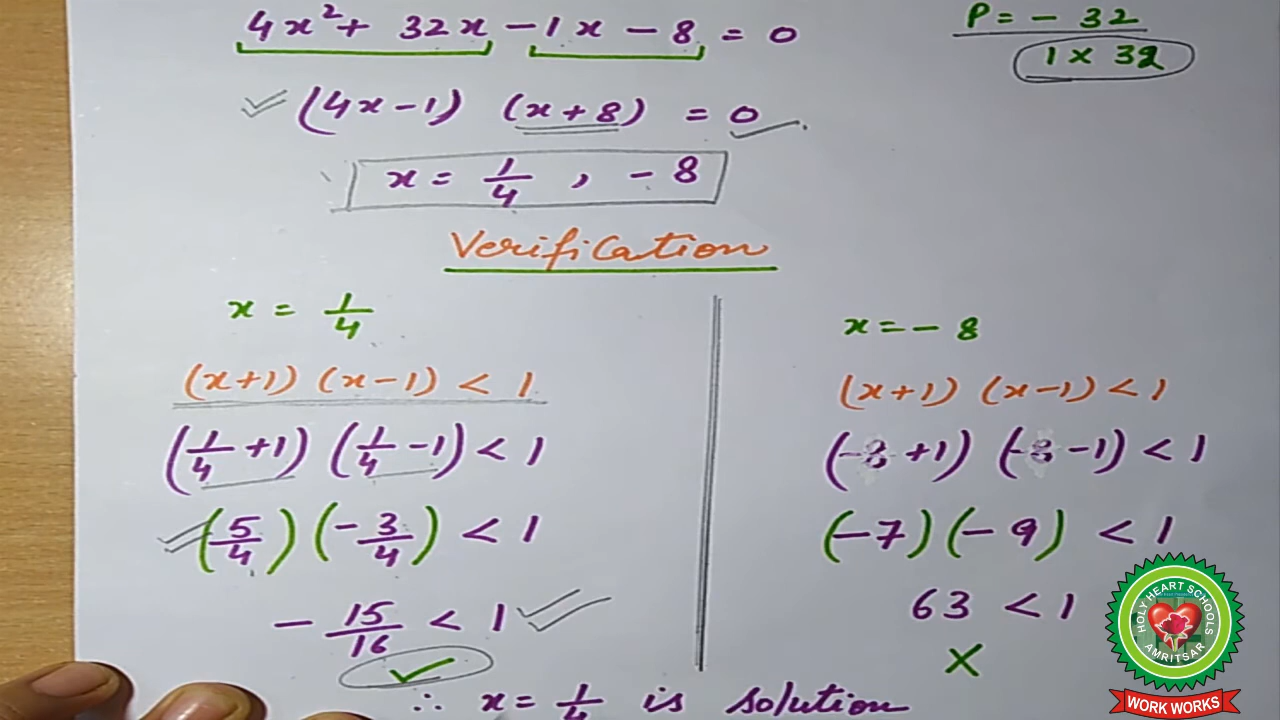 4x² + 32x - 1x - 8 = 0
P = - 32
1 × 32
(4x-1) (x+8) = 0
x = 1/4 , - 8
Verification
x = 1/4
(x+1) (x-1) < 1
(1/4 +1) (1/4 -1) < 1
(5/4) (-3/4) < 1
- 15/16 < 1
∴ x = 1/4 is solution
x = - 8
(x+1) (x-1) < 1
(-8 +1) (-8 -1) < 1
(-7) (-9) < 1
63 < 1
X
HOLY HEART SCHOOLS
AMRITSAR
WORK WORKS